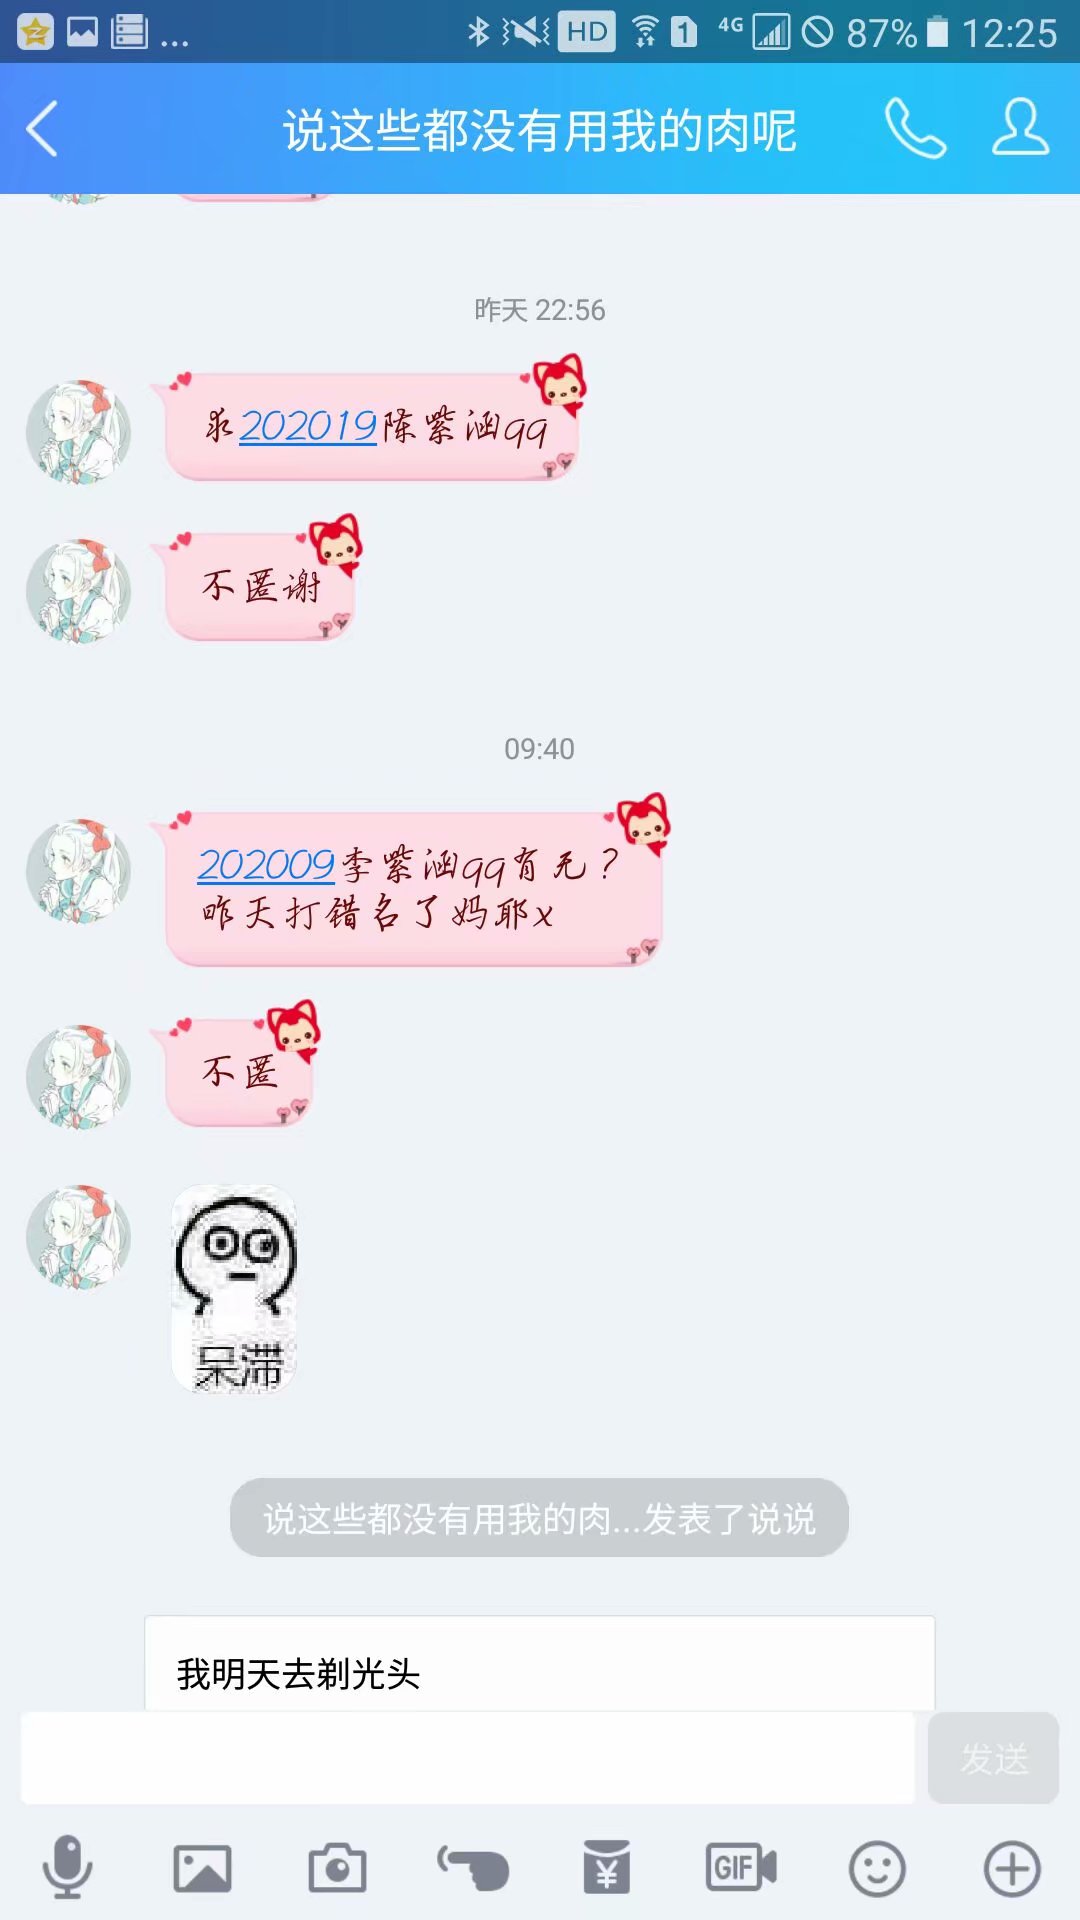 ... HD 1 4G 87% 12:25
说这些都没有用我的肉呢
昨天 22:56
求202019陈紫涵qq
不匿谢
09:40
202009李紫涵qq有无？
昨天打错名了妈耶x
不匿
呆滞
说这些都没有用我的肉...发表了说说
我明天去剃光头
发送
GIF